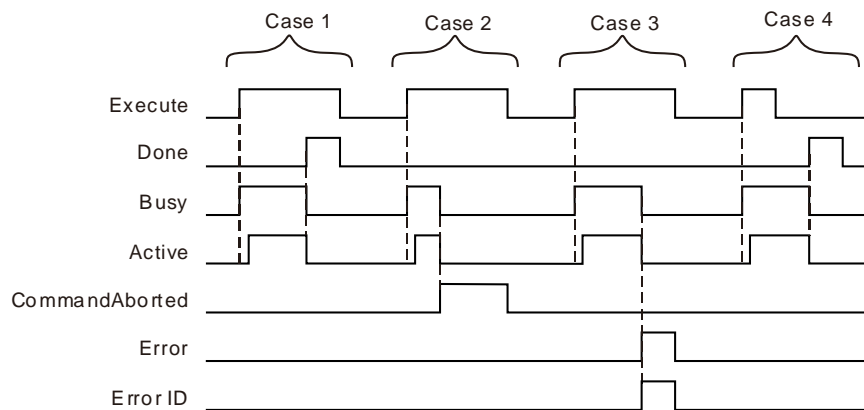 Case 1 Case 2 Case 3 Case 4
Execute
Done
Busy
Active
CommandAborted
Error
Error ID